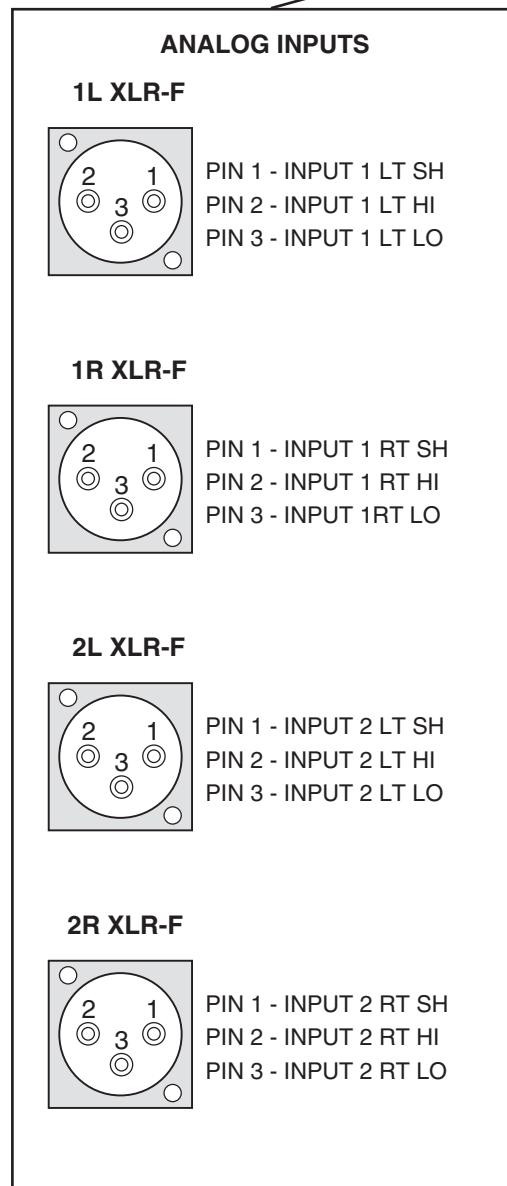 ANALOG INPUTS
1L XLR-F
2 1
3
PIN 1 - INPUT 1 LT SH
PIN 2 - INPUT 1 LT HI
PIN 3 - INPUT 1 LT LO
1R XLR-F
2 1
3
PIN 1 - INPUT 1 RT SH
PIN 2 - INPUT 1 RT HI
PIN 3 - INPUT 1RT LO
2L XLR-F
2 1
3
PIN 1 - INPUT 2 LT SH
PIN 2 - INPUT 2 LT HI
PIN 3 - INPUT 2 LT LO
2R XLR-F
2 1
3
PIN 1 - INPUT 2 RT SH
PIN 2 - INPUT 2 RT HI
PIN 3 - INPUT 2 RT LO